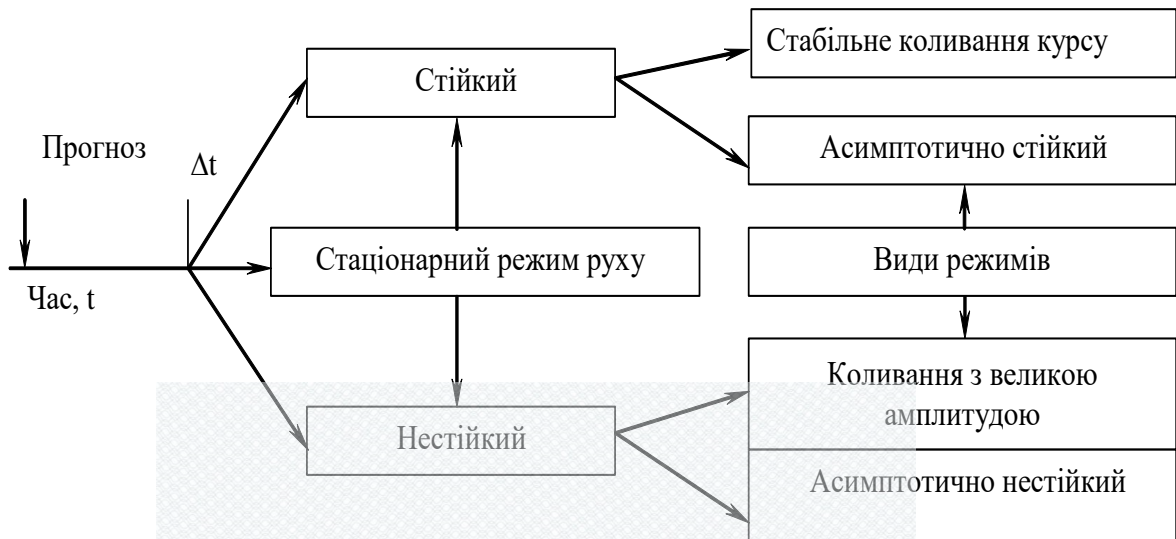 Стабільне коливання курсу
Стійкий
Прогноз
Δt
Асимптотично стійкий
Стаціонарний режим руху
Види режимів
Час, t
Коливання з великою
амплитудою
Нестійкий
Асимптотично нестійкий